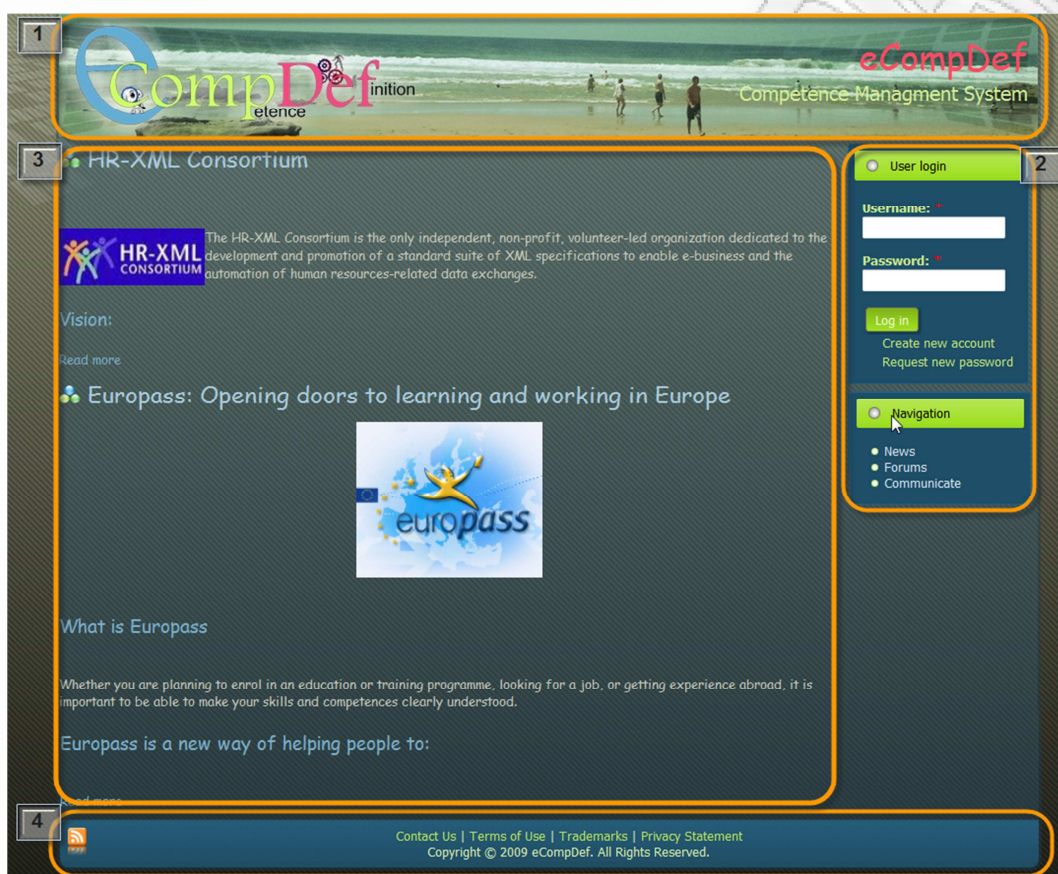 1
eCompDefinition
etence
eCompDef
Competence Managment System
3
HR-XML Consortium
HR-XML
CONSORTIUM
The HR-XML Consortium is the only independent, non-profit, volunteer-led organization dedicated to the
development and promotion of a standard suite of XML specifications to enable e-business and the
automation of human resources-related data exchanges.
Vision:
Read more
Europass: Opening doors to learning and working in Europe
europass
What is Europass
Whether you are planning to enrol in an education or training programme, looking for a job, or getting experience abroad, it is
important to be able to make your skills and competences clearly understood.
Europass is a new way of helping people to:
Read more
2
User login
Username: *
Password: *
Log in
Create new account
Request new password
Navigation
News
Forums
Communicate
4
Contact Us | Terms of Use | Trademarks | Privacy Statement
Copyright © 2009 eCompDef. All Rights Reserved.